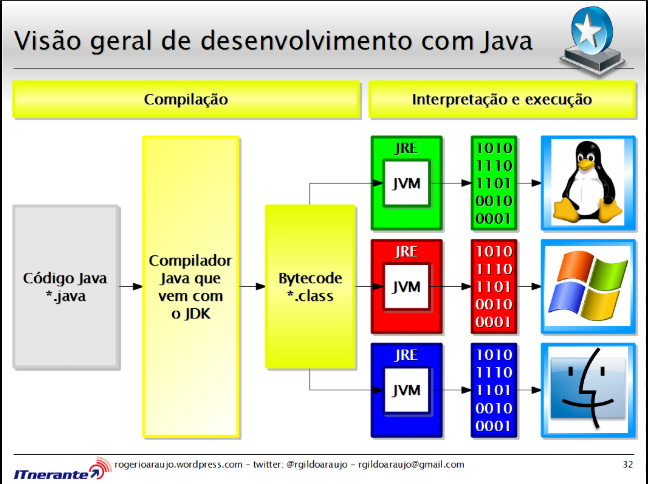 Visão geral de desenvolvimento com Java
Compilação
Interpretação e execução
Código Java
*.java
Compilador
Java que
vem com
o JDK
Bytecode
*.class
JRE
JVM
1010
1110
1101
0010
0001
JRE
JVM
1010
1110
1101
0010
0001
JRE
JVM
1010
1110
1101
0010
0001
ITnerante
rogerioaraujo.wordpress.com - twitter: @rgildoaraujo - rgildoaraujo@gmail.com
32